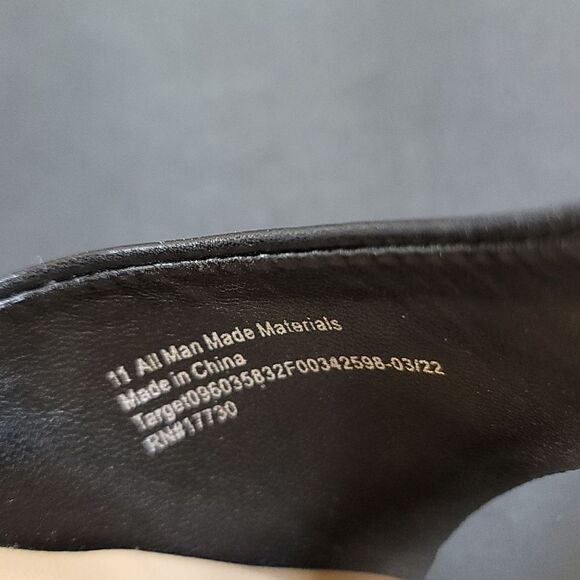 11 All Man Made Materials
Made in China
Target096035832F00342598-03/22
RN#17730